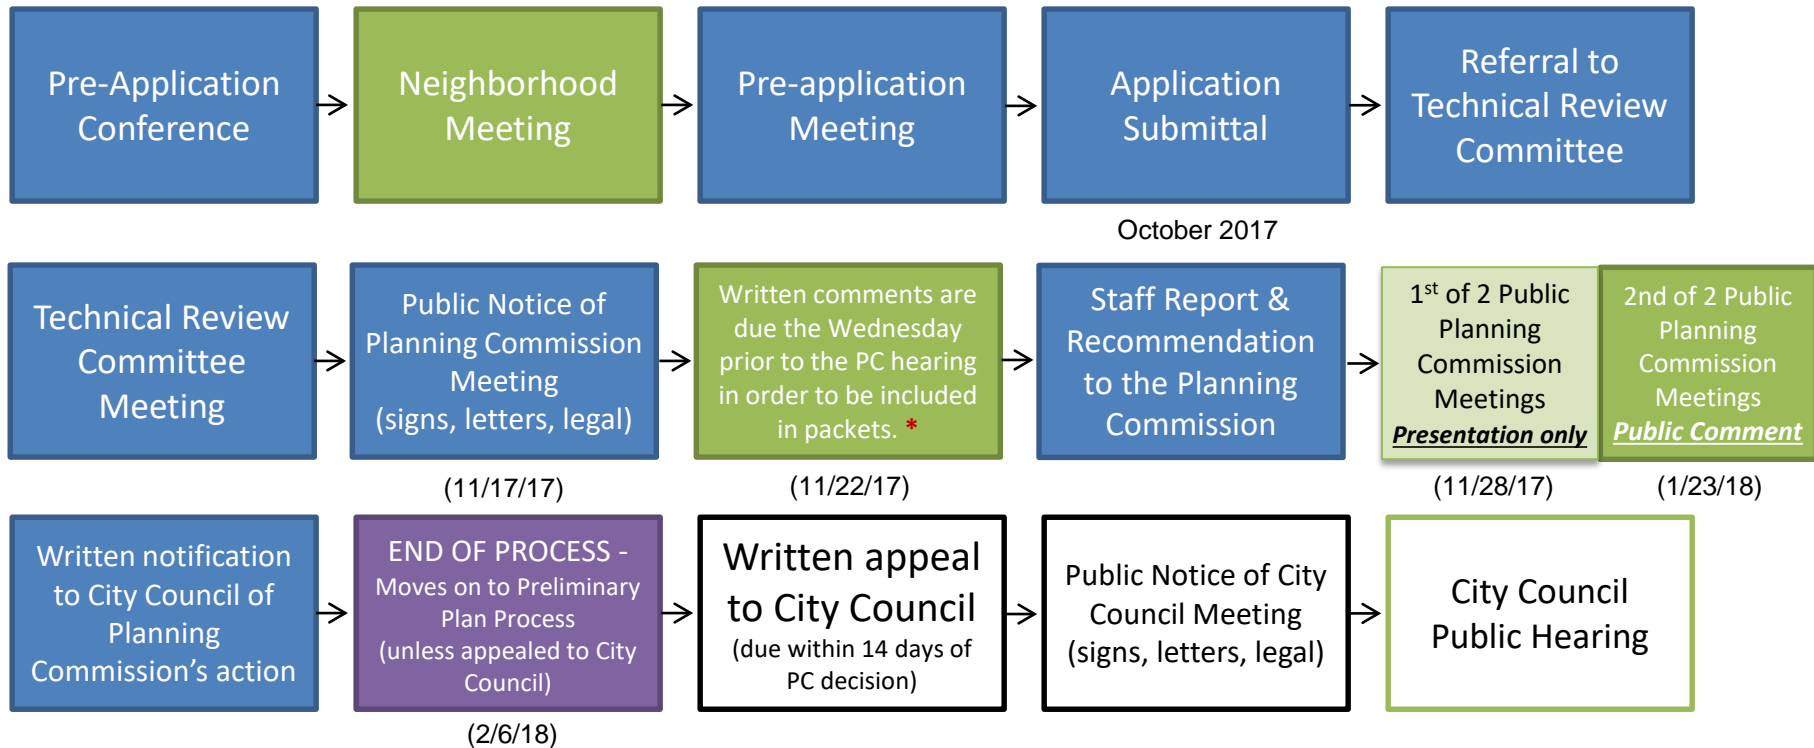 Pre-Application
Conference
Neighborhood
Meeting
Pre-application
Meeting
Application
Submittal
Referral to
Technical Review
Committee
October 2017
Technical Review
Committee
Meeting
Public Notice of
Planning Commission
Meeting
(signs, letters, legal)
Written comments are
due the Wednesday
prior to the PC hearing
in order to be included
in packets. *
Staff Report &
Recommendation
to the Planning
Commission
1st of 2 Public
Planning
Commission
Meetings
Presentation only
2nd of 2 Public
Planning
Commission
Meetings
Public Comment
(11/17/17)
(11/22/17)
(11/28/17)
(1/23/18)
Written notification
to City Council of
Planning
Commission’s action
END OF PROCESS -
Moves on to Preliminary
Plan Process
(unless appealed to City
Council)
Written appeal
to City Council
(due within 14 days of
PC decision)
Public Notice of City
Council Meeting
(signs, letters, legal)
City Council
Public Hearing
(2/6/18)